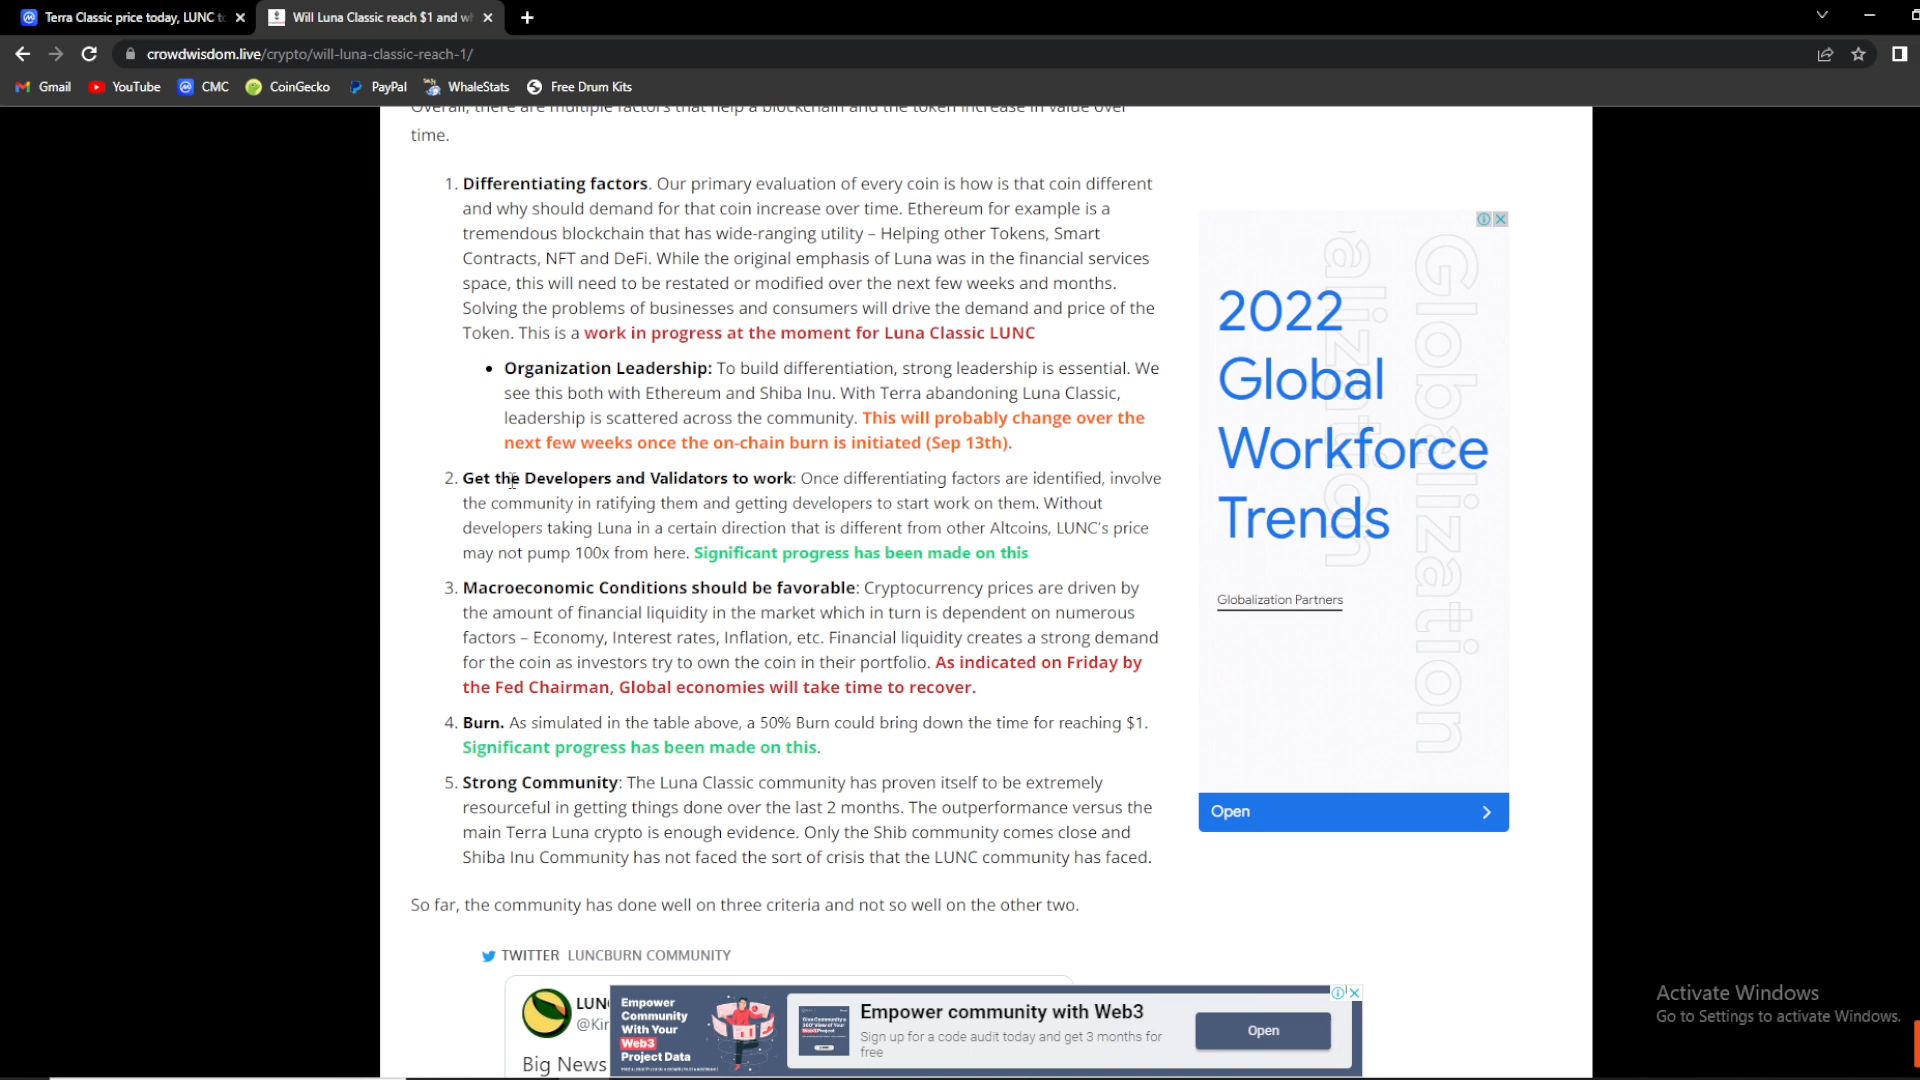 Terra Classic price today, LUNC to
Will Luna Classic reach $1 and wh
crowdwisdom.live/crypto/will-luna-classic-reach-1/
Gmail YouTube CMC CoinGecko PayPal WhaleStats Free Drum Kits
Overall, there are multiple factors that help a blockchain and the token increase in value over
time.
1. Differentiating factors. Our primary evaluation of every coin is how is that coin different
and why should demand for that coin increase over time. Ethereum for example is a
tremendous blockchain that has wide-ranging utility – Helping other Tokens, Smart
Contracts, NFT and DeFi. While the original emphasis of Luna was in the financial services
space, this will need to be restated or modified over the next few weeks and months.
Solving the problems of businesses and consumers will drive the demand and price of the
Token. This is a work in progress at the moment for Luna Classic LUNC
• Organization Leadership: To build differentiation, strong leadership is essential. We
see this both with Ethereum and Shiba Inu. With Terra abandoning Luna Classic,
leadership is scattered across the community. This will probably change over the
next few weeks once the on-chain burn is initiated (Sep 13th).
2. Get the Developers and Validators to work: Once differentiating factors are identified, involve
the community in ratifying them and getting developers to start work on them. Without
developers taking Luna in a certain direction that is different from other Altcoins, LUNC's price
may not pump 100x from here. Significant progress has been made on this
3. Macroeconomic Conditions should be favorable: Cryptocurrency prices are driven by
the amount of financial liquidity in the market which in turn is dependent on numerous
factors – Economy, Interest rates, Inflation, etc. Financial liquidity creates a strong demand
for the coin as investors try to own the coin in their portfolio. As indicated on Friday by
the Fed Chairman, Global economies will take time to recover.
4. Burn. As simulated in the table above, a 50% Burn could bring down the time for reaching $1.
Significant progress has been made on this.
5. Strong Community: The Luna Classic community has proven itself to be extremely
resourceful in getting things done over the last 2 months. The outperformance versus the
main Terra Luna crypto is enough evidence. Only the Shib community comes close and
Shiba Inu Community has not faced the sort of crisis that the LUNC community has faced.
So far, the community has done well on three criteria and not so well on the other two.
TWITTER LUNCBURN COMMUNITY
LUN
@Kir
Big News
2022
Global
Workforce
Trends
Globalization
alization
Globalization Partners
Open
Empower
Community
With Your
Web3
Project Data
Empower community with Web3
Sign up for a code audit today and get 3 months for
free
Open
Activate Windows
Go to Settings to activate Windows.